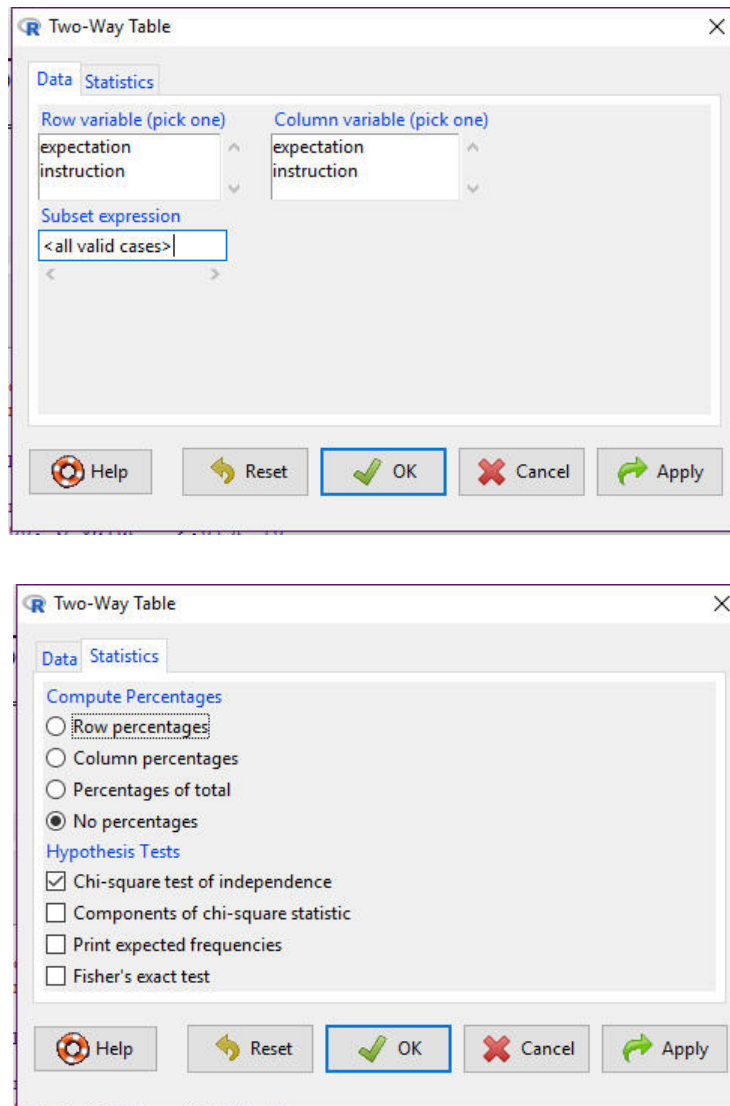 Two-Way Table
Data Statistics
Row variable (pick one) Column variable (pick one)
expectation expectation
instruction instruction
Subset expression
<all valid cases>
Help Reset OK Cancel Apply
Two-Way Table
Data Statistics
Compute Percentages
Row percentages
Column percentages
Percentages of total
No percentages
Hypothesis Tests
Chi-square test of independence
Components of chi-square statistic
Print expected frequencies
Fisher's exact test
Help Reset OK Cancel Apply